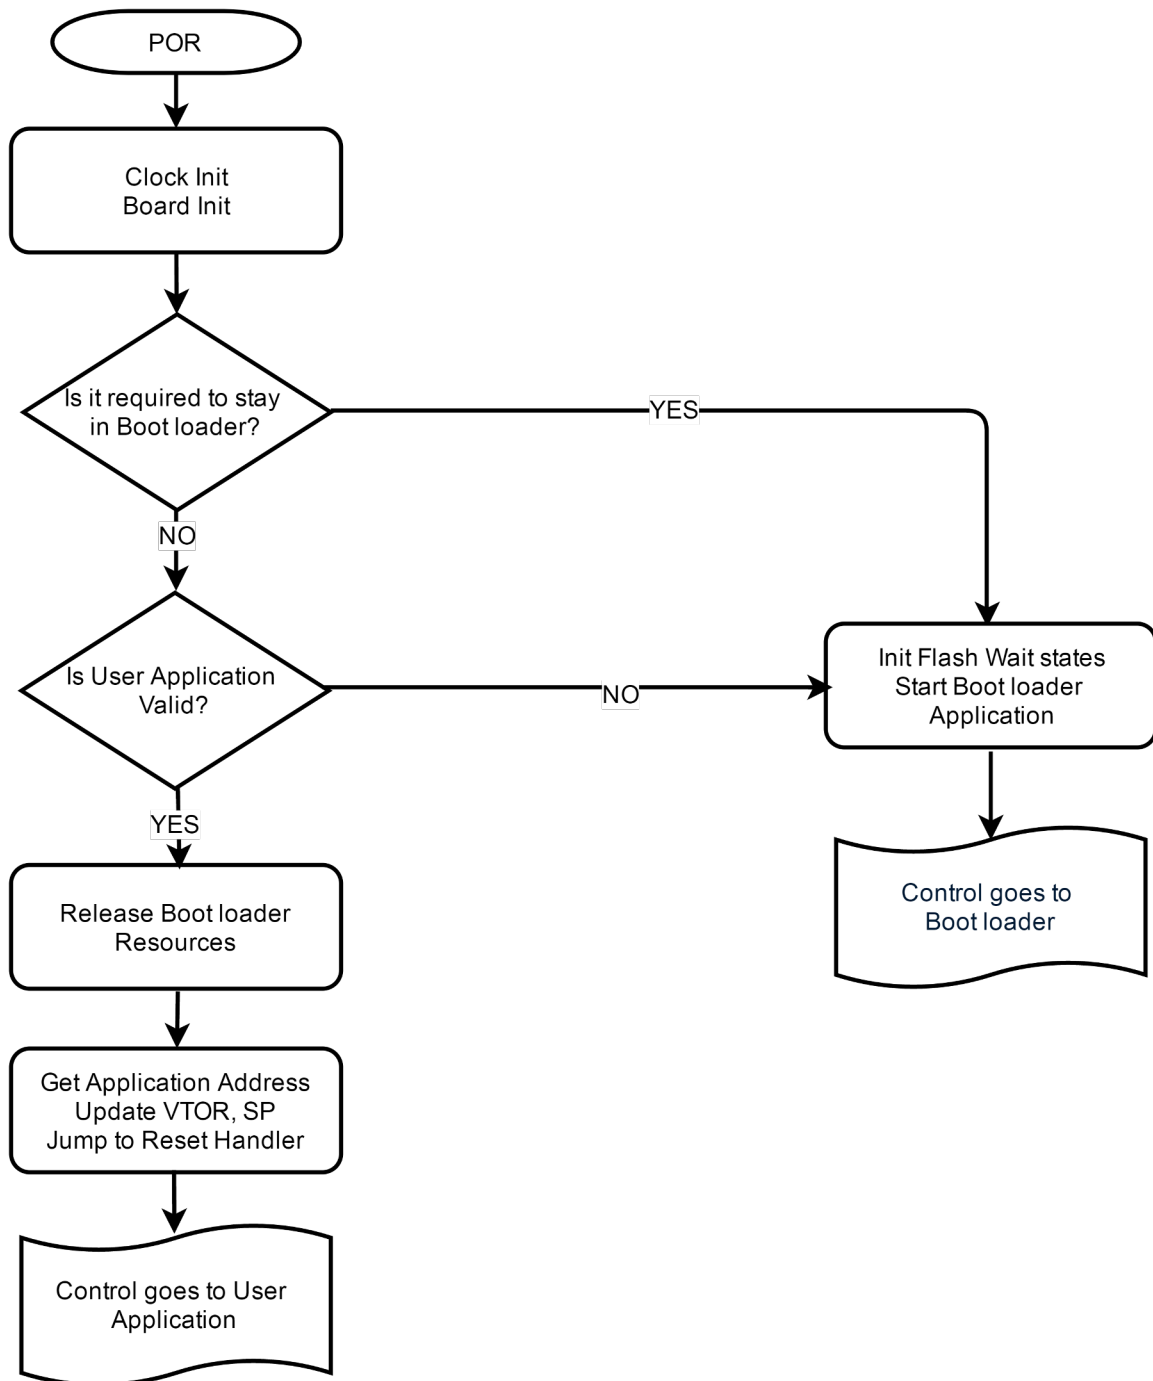 POR
Clock Init
Board Init
Is it required to stay
in Boot loader?
YES
NO
Is User Application
Valid?
NO
Init Flash Wait states
Start Boot loader
Application
YES
Control goes to
Boot loader
Release Boot loader
Resources
Get Application Address
Update VTOR, SP
Jump to Reset Handler
Control goes to User
Application